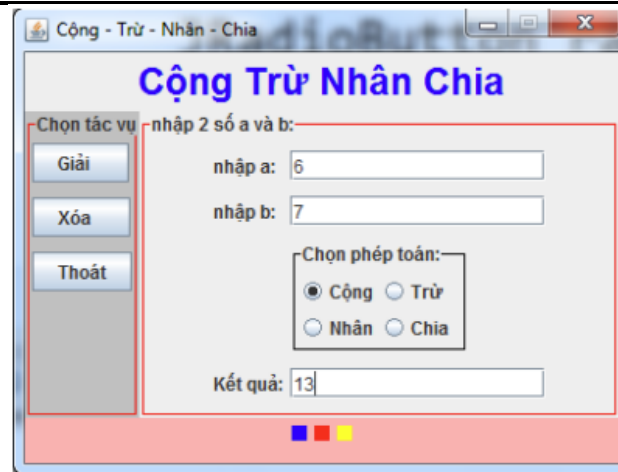 Cộng - Trừ - Nhân - Chia
Cộng Trừ Nhân Chia
Chọn tác vụ
nhập 2 số a và b:
Giải
nhập a: 6
Xóa
nhập b: 7
Thoát
Chọn phép toán:
Cộng Trừ
Nhân Chia
Kết quả: 13